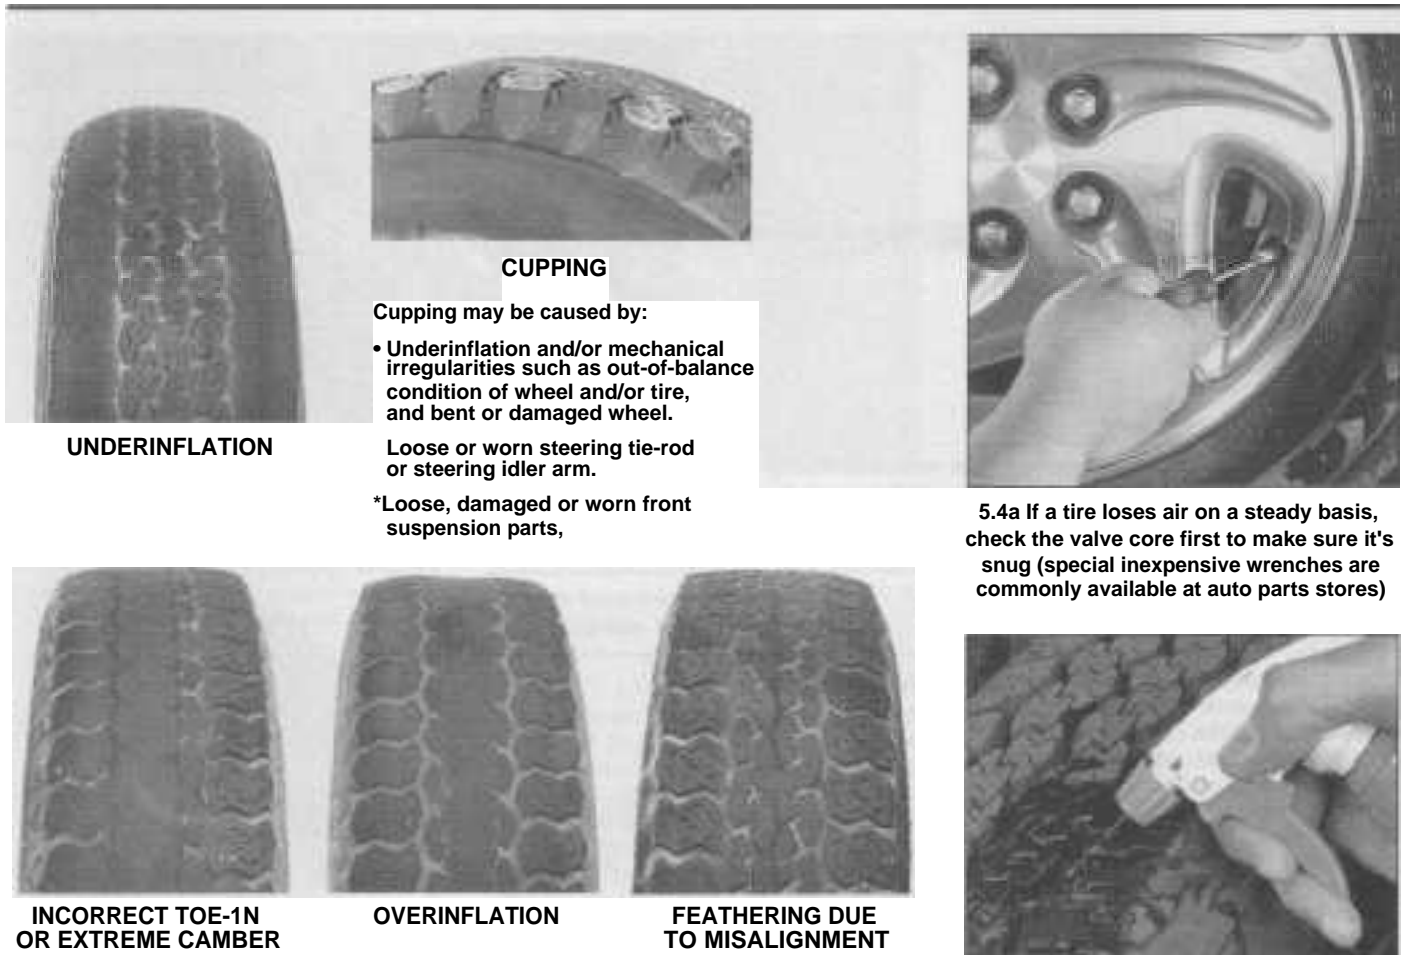 CUPPING
Cupping may be caused by:
• Underinflation and/or mechanical
irregularities such as out-of-balance
condition of wheel and/or tire,
and bent or damaged wheel.
Loose or worn steering tie-rod
or steering idler arm.
*Loose, damaged or worn front
suspension parts,
UNDERINFLATION
5.4a If a tire loses air on a steady basis,
check the valve core first to make sure it's
snug (special inexpensive wrenches are
commonly available at auto parts stores)
INCORRECT TOE-1N
OR EXTREME CAMBER
OVERINFLATION
FEATHERING DUE
TO MISALIGNMENT